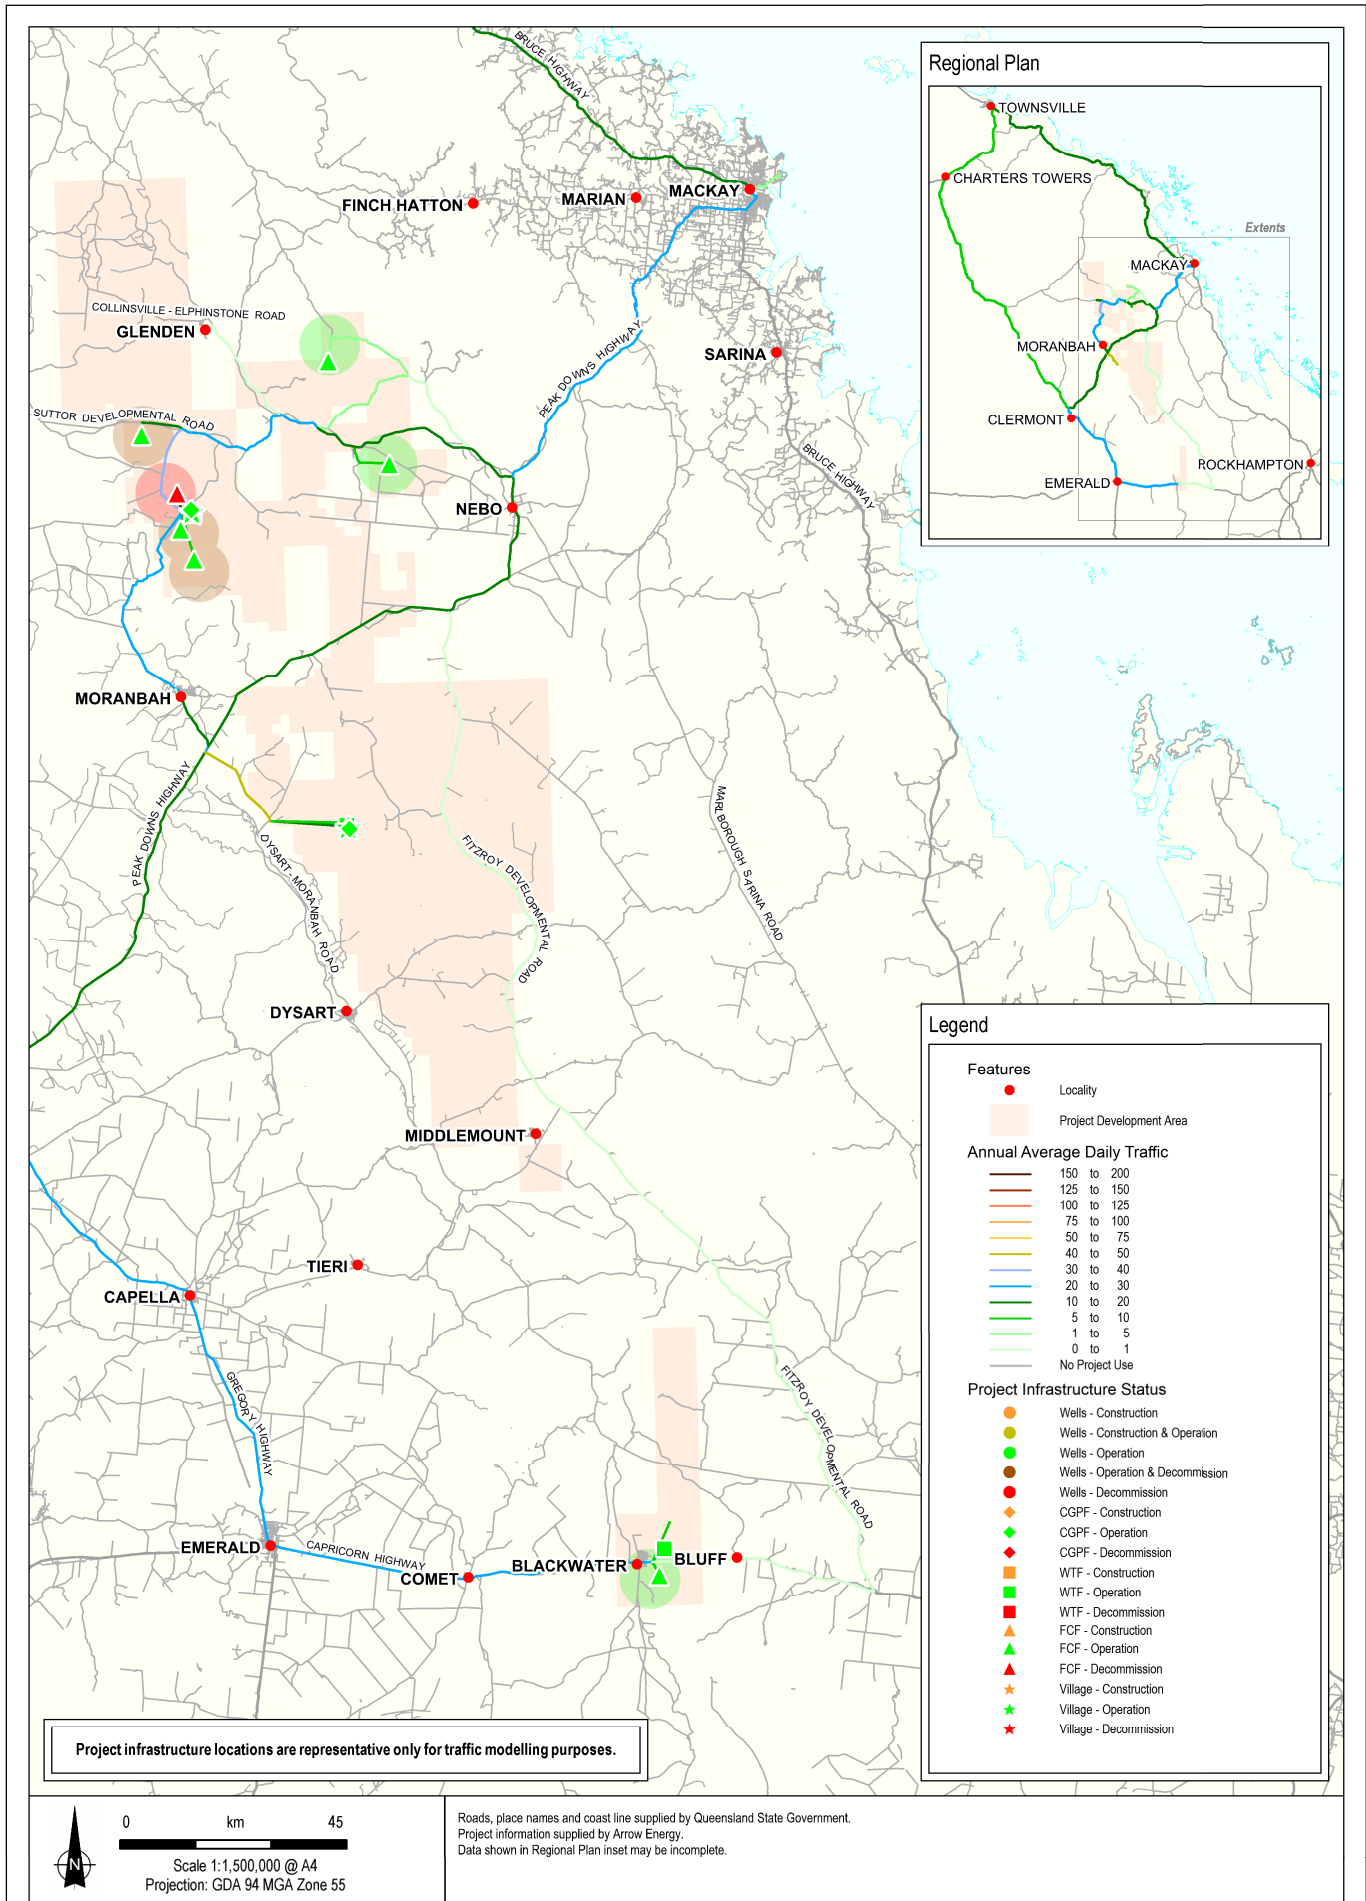 BRUCE HIGHWAY
FINCH HATTON
MARIAN
MACKAY
COLLINSVILLE - ELPHINSTONE ROAD
GLENDEN
PEAK DOWNS HIGHWAY
SARINA
SUTTOR DEVELOPMENTAL ROAD
BRUCE HIGHWAY
NEBO
MORANBAH
PEAK DOWNS HIGHWAY
DYSART - MORANBAH ROAD
FITZROY DEVELOPMENTAL ROAD
MARLBOROUGH SARINA ROAD
DYSART
MIDDLEMOUNT
TIERI
CAPELLA
GREGORY HIGHWAY
FITZROY DEVELOPMENTAL ROAD
EMERALD
CAPRICORN HIGHWAY
COMET
BLACKWATER
BLUFF
Regional Plan
TOWNSVILLE
CHARTERS TOWERS
Extents
MACKAY
MORANBAH
CLERMONT
ROCKHAMPTON
EMERALD
Legend
Features
Locality
Project Development Area
Annual Average Daily Traffic
150 to 200
125 to 150
100 to 125
75 to 100
50 to 75
40 to 50
30 to 40
20 to 30
10 to 20
5 to 10
1 to 5
0 to 1
No Project Use
Project Infrastructure Status
Wells - Construction
Wells - Construction & Operation
Wells - Operation
Wells - Operation & Decommission
Wells - Decommission
CGPF - Construction
CGPF - Operation
CGPF - Decommission
WTF - Construction
WTF - Operation
WTF - Decommission
FCF - Construction
FCF - Operation
FCF - Decommission
Village - Construction
Village - Operation
Village - Decommission
Project infrastructure locations are representative only for traffic modelling purposes.
N
0 km 45
Scale 1:1,500,000 @ A4
Projection: GDA 94 MGA Zone 55
Roads, place names and coast line supplied by Queensland State Government.
Project information supplied by Arrow Energy.
Data shown in Regional Plan inset may be incomplete.